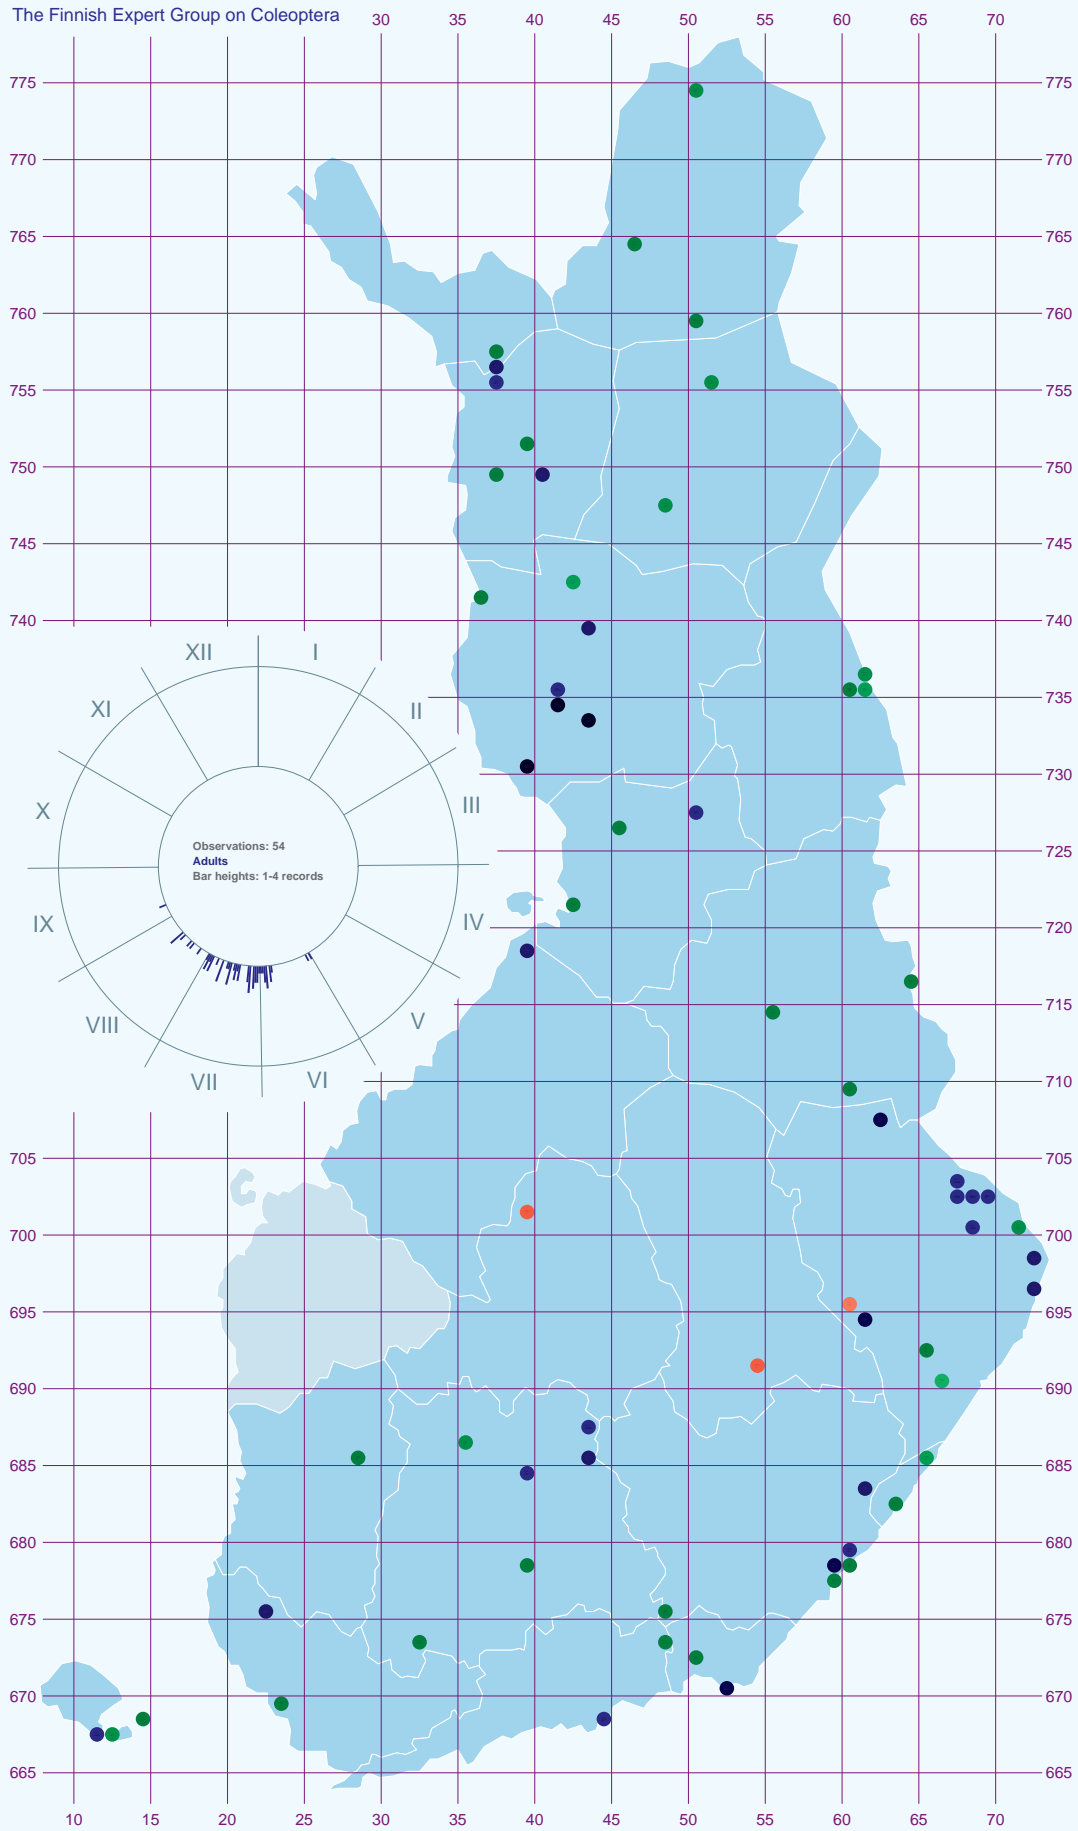 The Finnish Expert Group on Coleoptera 30 35 40 45 50 55 60 65 70
775 775
770 770
765 765
760 760
755 755
750 750
745 745
740 740
XII I
XI II
735
730
X III
Observations: 54
Adults
Bar heights: 1-4 records
725
IX IV
720
715
VIII V
VII VI
710
705 705
700 700
695 695
690 690
685 685
680 680
675 675
670 670
665 665
10 15 20 25 30 35 40 45 50 55 60 65 70